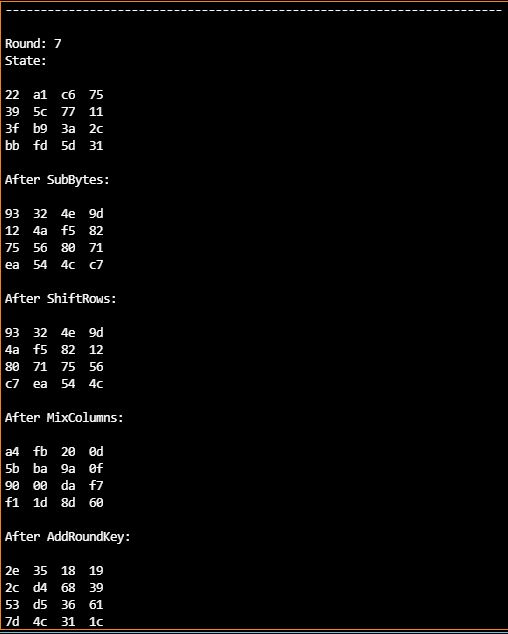 -----------------------------------------------------------------------
Round: 7
State:
22 a1 c6 75
39 5c 77 11
3f b9 3a 2c
bb fd 5d 31
After SubBytes:
93 32 4e 9d
12 4a f5 82
75 56 80 71
ea 54 4c c7
After ShiftRows:
93 32 4e 9d
4a f5 82 12
80 71 75 56
c7 ea 54 4c
After MixColumns:
a4 fb 20 0d
5b ba 9a 0f
90 00 da f7
f1 1d 8d 60
After AddRoundKey:
2e 35 18 19
2c d4 68 39
53 d5 36 61
7d 4c 31 1c